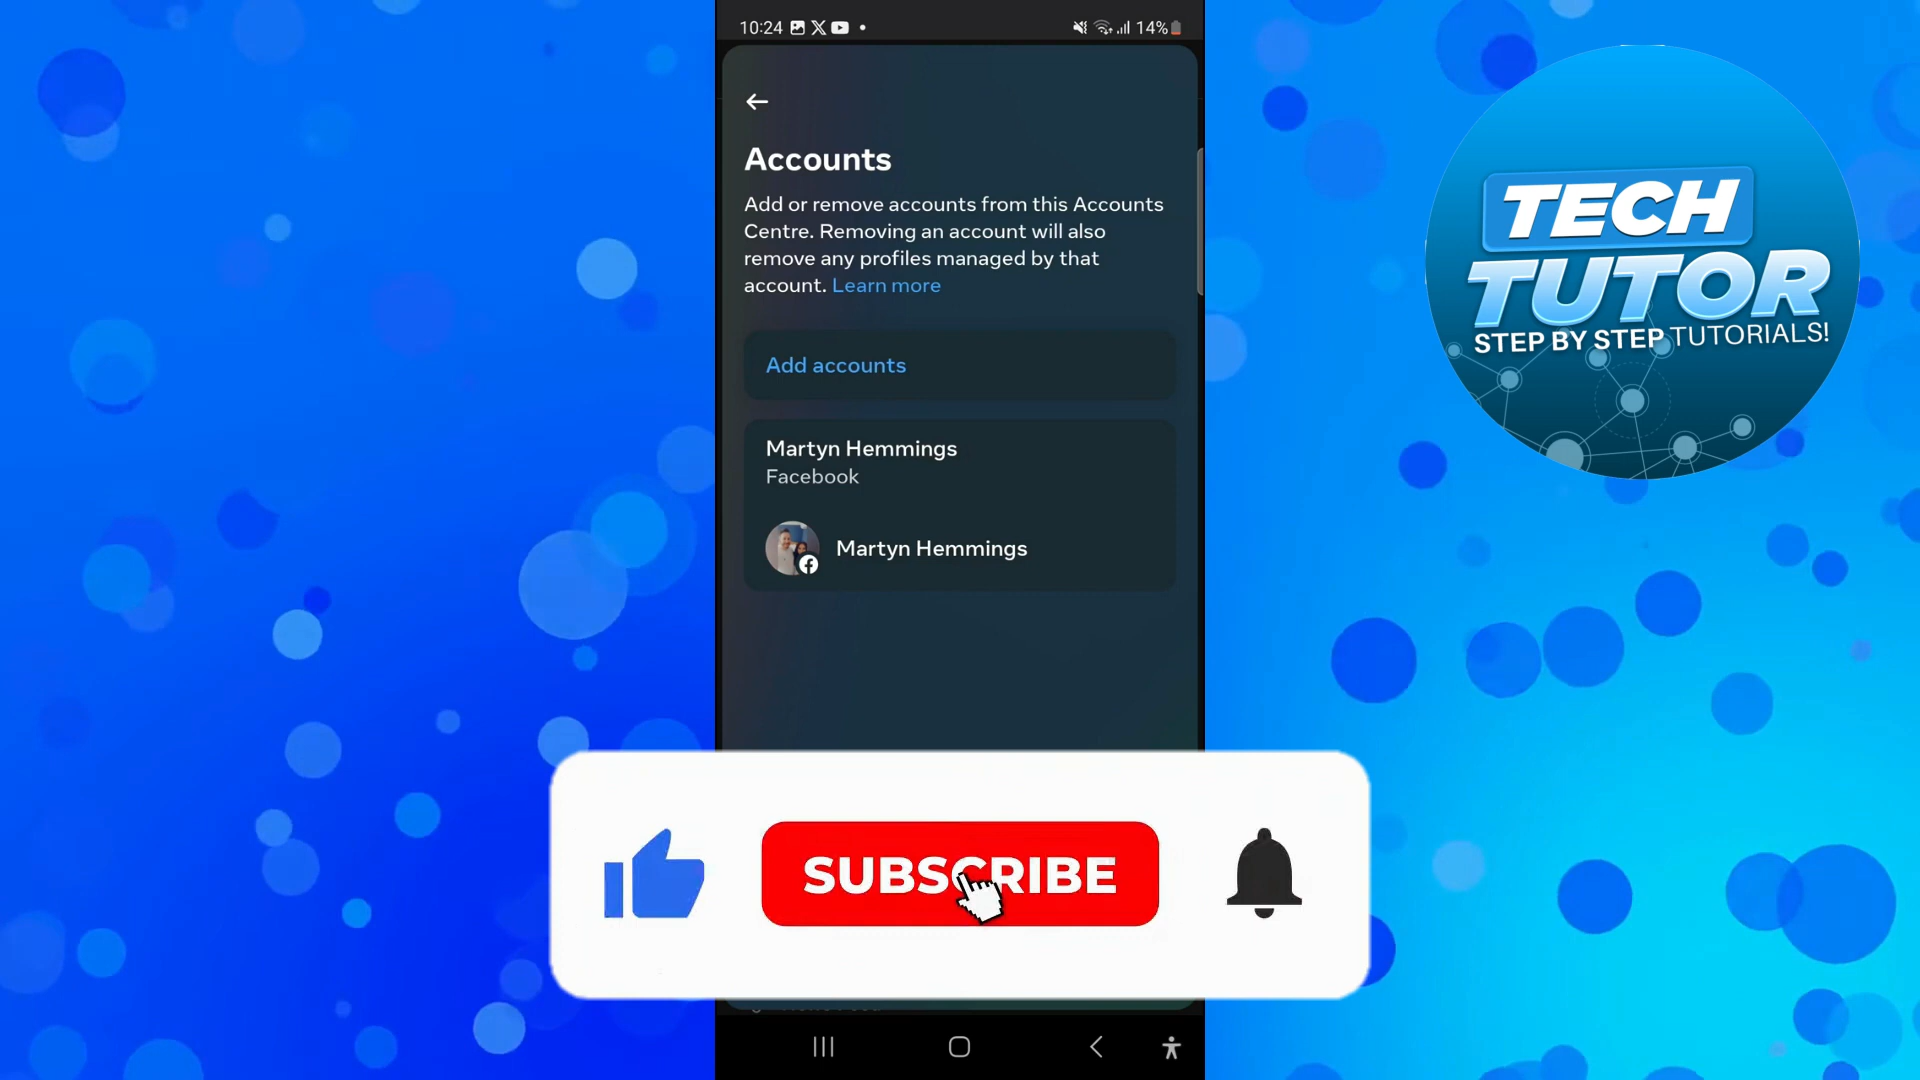 10:24
14%
Accounts
Add or remove accounts from this Accounts
Centre. Removing an account will also
remove any profiles managed by that
account. Learn more
Add accounts
Martyn Hemmings
Facebook
Martyn Hemmings
TECH
TUTOR
STEP BY STEP TUTORIALS!
SUBSCRIBE